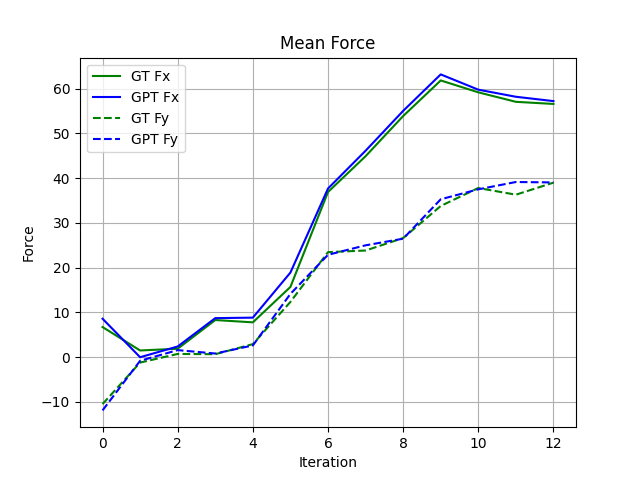 Mean Force
GT Fx
GPT Fx
GT Fy
GPT Fy
Force
60
50
40
30
20
10
0
−10
0 2 4 6 8 10 12
Iteration